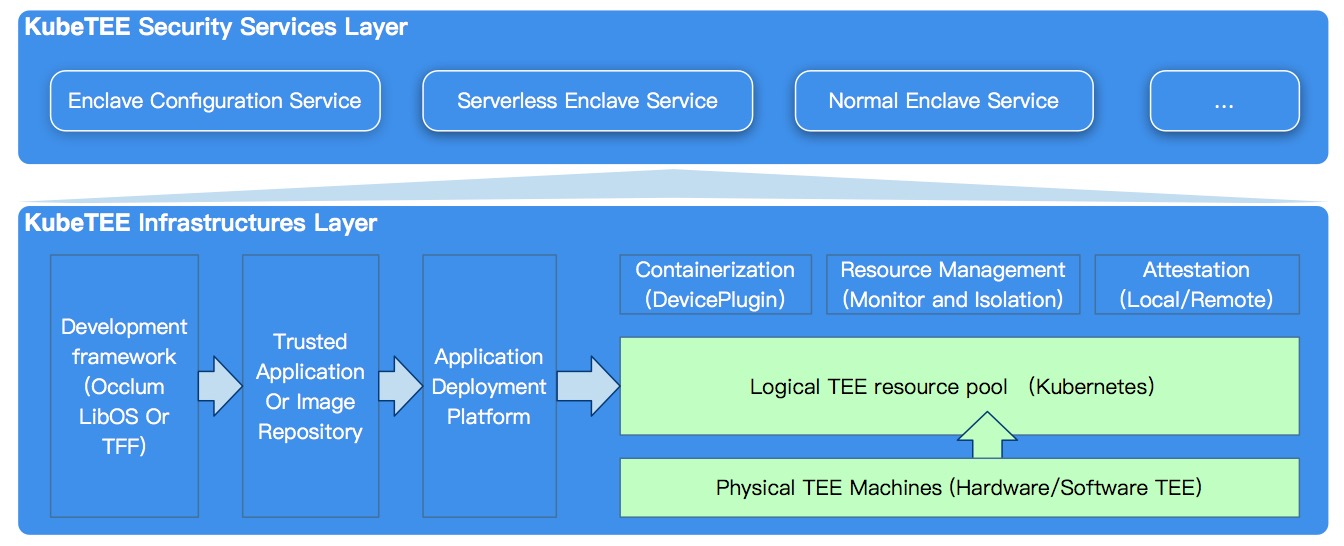 KubeTEE Security Services Layer
Enclave Configuration Service
Serverless Enclave Service
Normal Enclave Service
...
KubeTEE Infrastructures Layer
Development
framework
(Occlum
LibOS Or
TFF)
Trusted
Application
Or Image
Repository
Application
Deployment
Platform
Containerization
(DevicePlugin)
Resource Management
(Monitor and Isolation)
Attestation
(Local/Remote)
Logical TEE resource pool （Kubernetes）
Physical TEE Machines (Hardware/Software TEE)